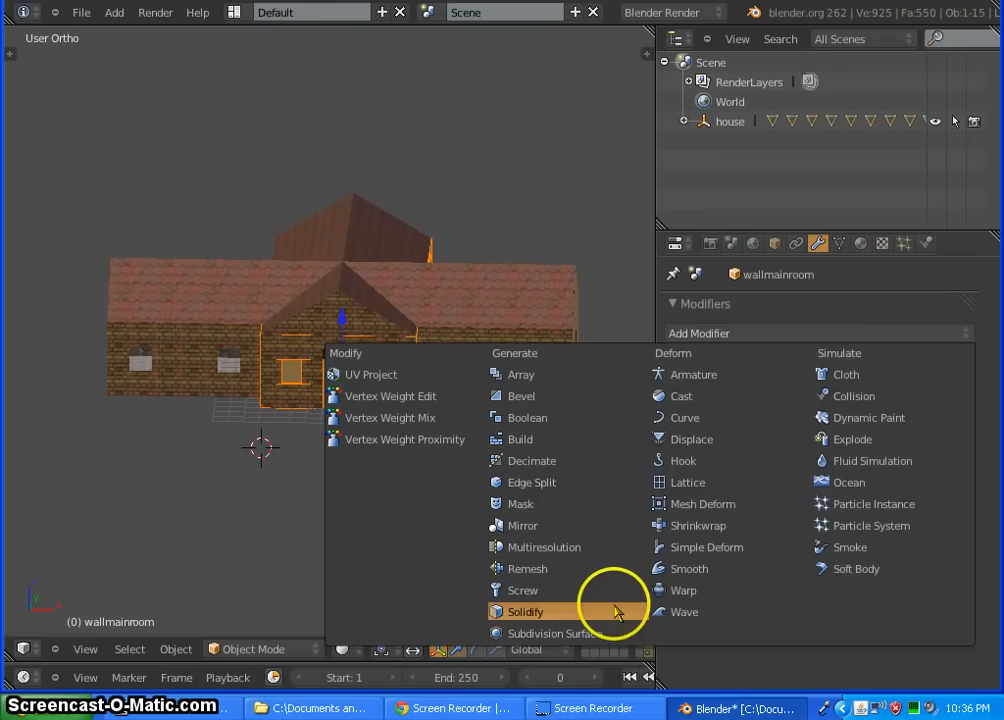 Add Render Help Default Scene Blender Render blender.org 262 | Ve:925 | Fa:550 | Ob:1-15 |
User Ortho
View Search All Scenes
Scene
RenderLayers
World
house
wallmainroom
Modifiers
Add Modifier
Modify Generate Deform Simulate
UV Project Array Armature Cloth
Vertex Weight Edit Bevel Cast Collision
Vertex Weight Mix Boolean Curve Dynamic Paint
Vertex Weight Proximity Build Displace Explode
Decimate Hook Fluid Simulation
Edge Split Lattice Ocean
Mask Mesh Deform Particle Instance
Mirror Shrinkwrap Particle System
Multiresolution Simple Deform Smoke
Remesh Smooth Soft Body
Screw Warp
Solidify Wave
Subdivision Surface
(0) wallmainroom
View Select Object Object Mode Global
View Marker Frame Playback Start: 1 End: 250 0
Screencast-O-Matic.com C:\Documents an... Screen Recorder |... Screen Recorder Blender* [C:\Docu... 10:36 PM